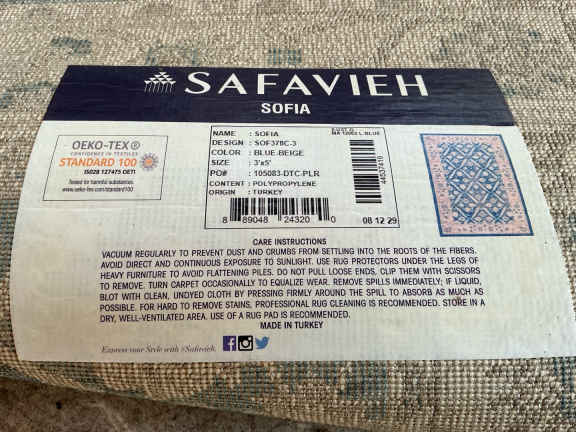 SAFAVIEH
SOFIA
OEKO-TEX®
CONFIDENCE IN TEXTILES
STANDARD 100
IS028 127475 OETI
Tested for harmful substances.
www.oeko-tex.com/standard100
NAME : SOFIA
DESIGN : SOF378C-3
COLOR : BLUE-BEIGE
SIZE : 3'x5'
PO# : 105083-DTC-PLR
CONTENT : POLYPROPYLENE
ORIGIN : TURKEY
8 89048 24320 0
L.BLUE
44537410
08 12 29
CARE INSTRUCTIONS
VACUUM REGULARLY TO PREVENT DUST AND CRUMBS FROM SETTLING INTO THE ROOTS OF THE FIBERS.
AVOID DIRECT AND CONTINUOUS EXPOSURE TO SUNLIGHT. USE RUG PROTECTORS UNDER THE LEGS OF
HEAVY FURNITURE TO AVOID FLATTENING PILES. DO NOT PULL LOOSE ENDS, CLIP THEM WITH SCISSORS
TO REMOVE. TURN CARPET OCCASIONALLY TO EQUALIZE WEAR. REMOVE SPILLS IMMEDIATELY; IF LIQUID,
BLOT WITH CLEAN, UNDYED CLOTH BY PRESSING FIRMLY AROUND THE SPILL TO ABSORB AS MUCH AS
POSSIBLE. FOR HARD TO REMOVE STAINS, PROFESSIONAL RUG CLEANING IS RECOMMENDED. STORE IN A
DRY, WELL-VENTILATED AREA. USE OF A RUG PAD IS RECOMMENDED.
MADE IN TURKEY
Express your Style with #Safavieh.